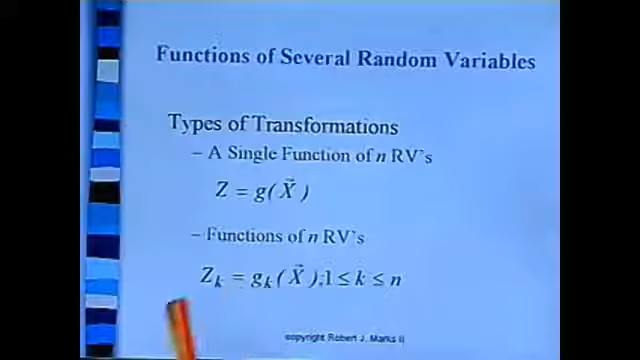 Functions of Several Random Variables
Types of Transformations
– A Single Function of n RV's
Z = g( X⃗ )
– Functions of n RV's
Zₖ = gₖ( X⃗ ),1 ≤ k ≤ n
copyright Robert J. Marks II